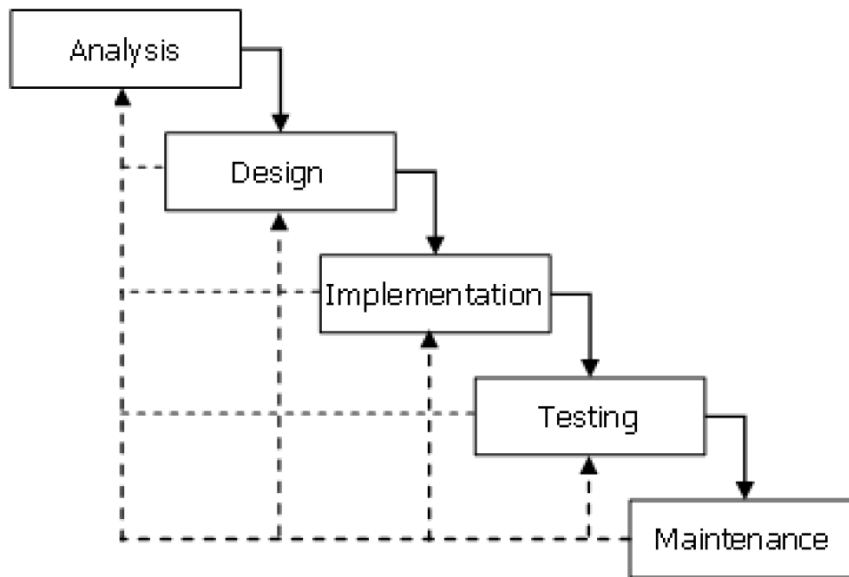 Analysis
Design
Implementation
Testing
Maintenance